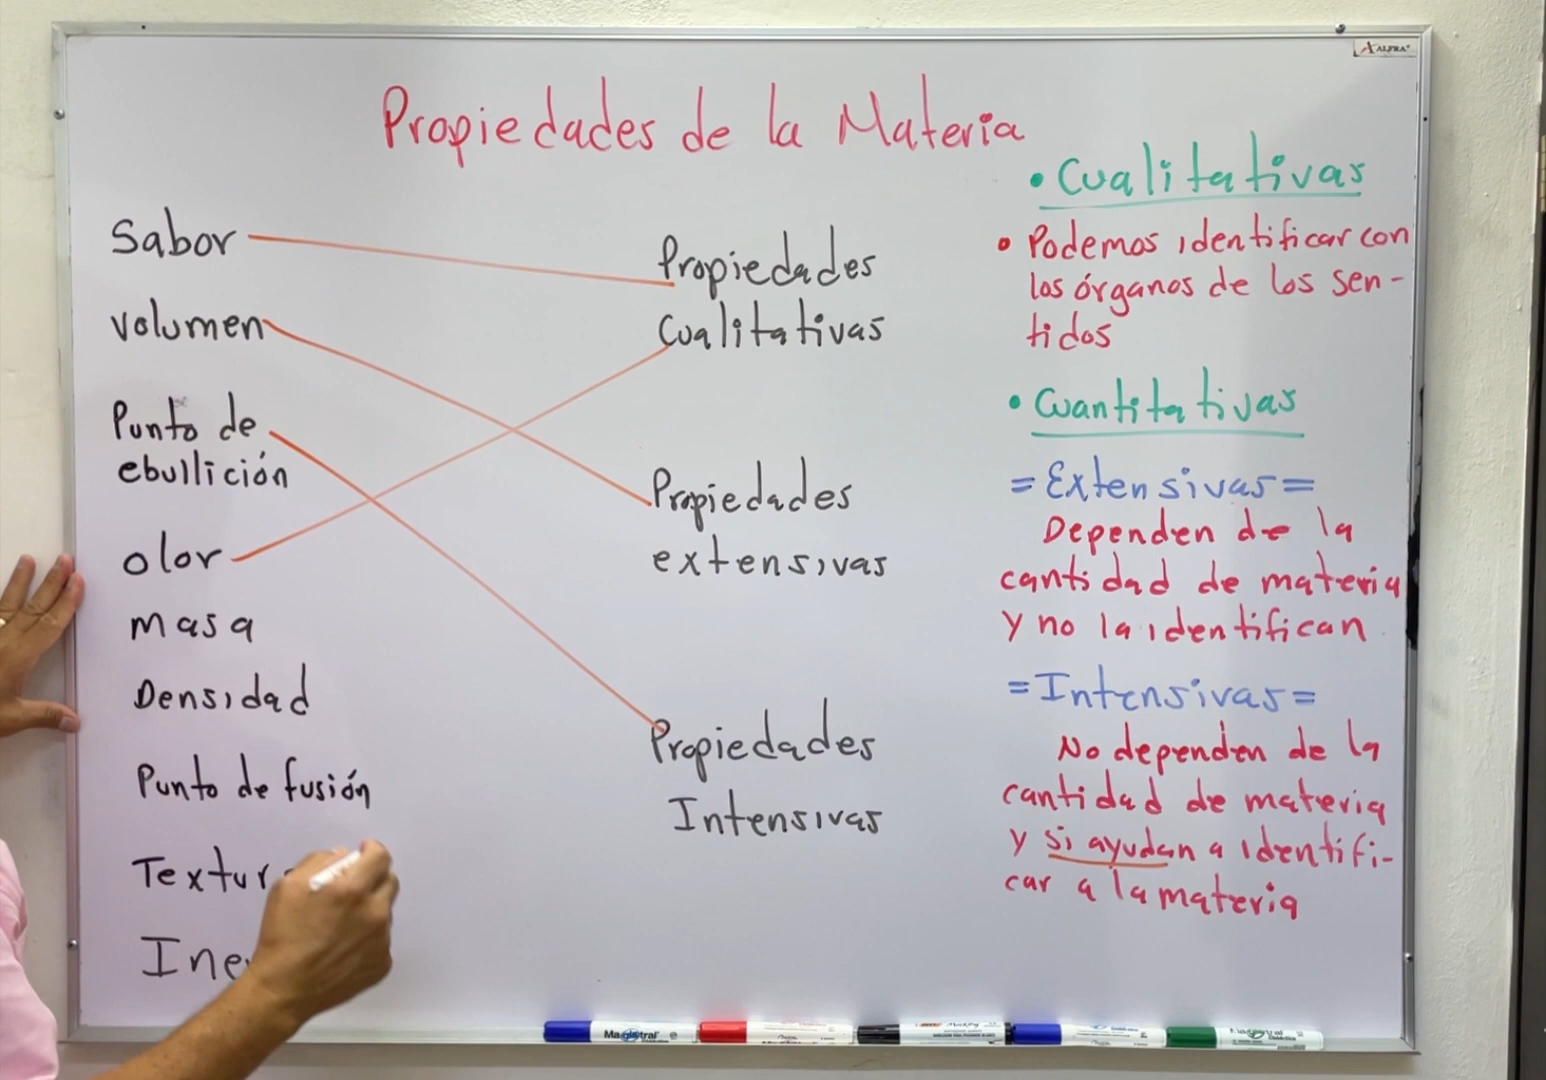 Propiedades de la Materia
Sabor
Volumen
Punto de
ebullición
Olor
Masa
Densidad
Punto de fusión
Propiedades
Cualitativas
Propiedades
extensivas
Propiedades
Intensivas
• Cualitativas
• Podemos identificar con
los órganos de los sen-
tidos
• Cuantitativas
= Extensivas =
Dependen de la
cantidad de materia
y no la identifican
= Intensivas =
No dependen de la
cantidad de materia
y si ayudan a identifi-
car a la materia
ALFRA
Magistral